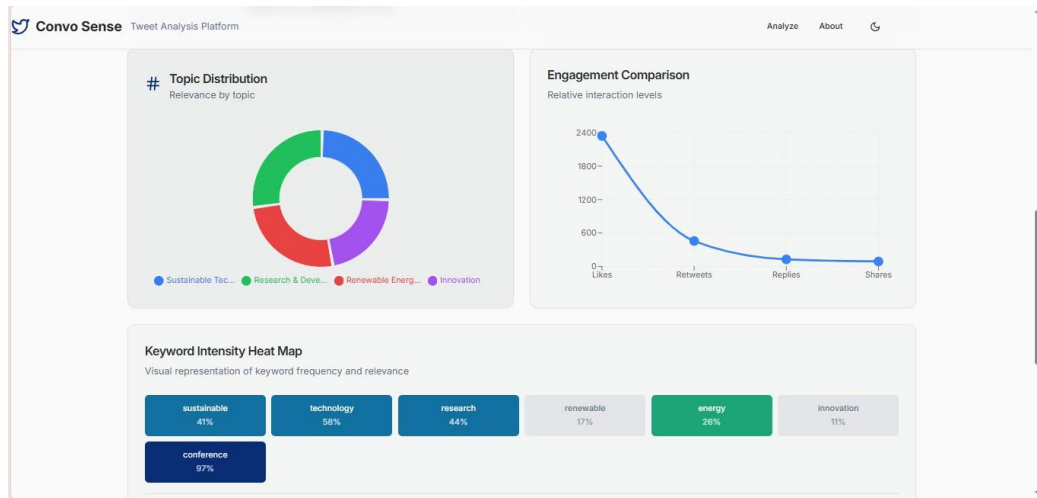 Convo Sense Tweet Analysis Platform Analyze About
Topic Distribution
Relevance by topic
Sustainable Tec... Research & Deve... Renewable Energ... Innovation
Engagement Comparison
Relative interaction levels
2400
1800
1200
600
0
Likes Retweets Replies Shares
Keyword Intensity Heat Map
Visual representation of keyword frequency and relevance
sustainable technology research renewable energy innovation
41% 58% 44% 17% 26% 11%
conference
97%